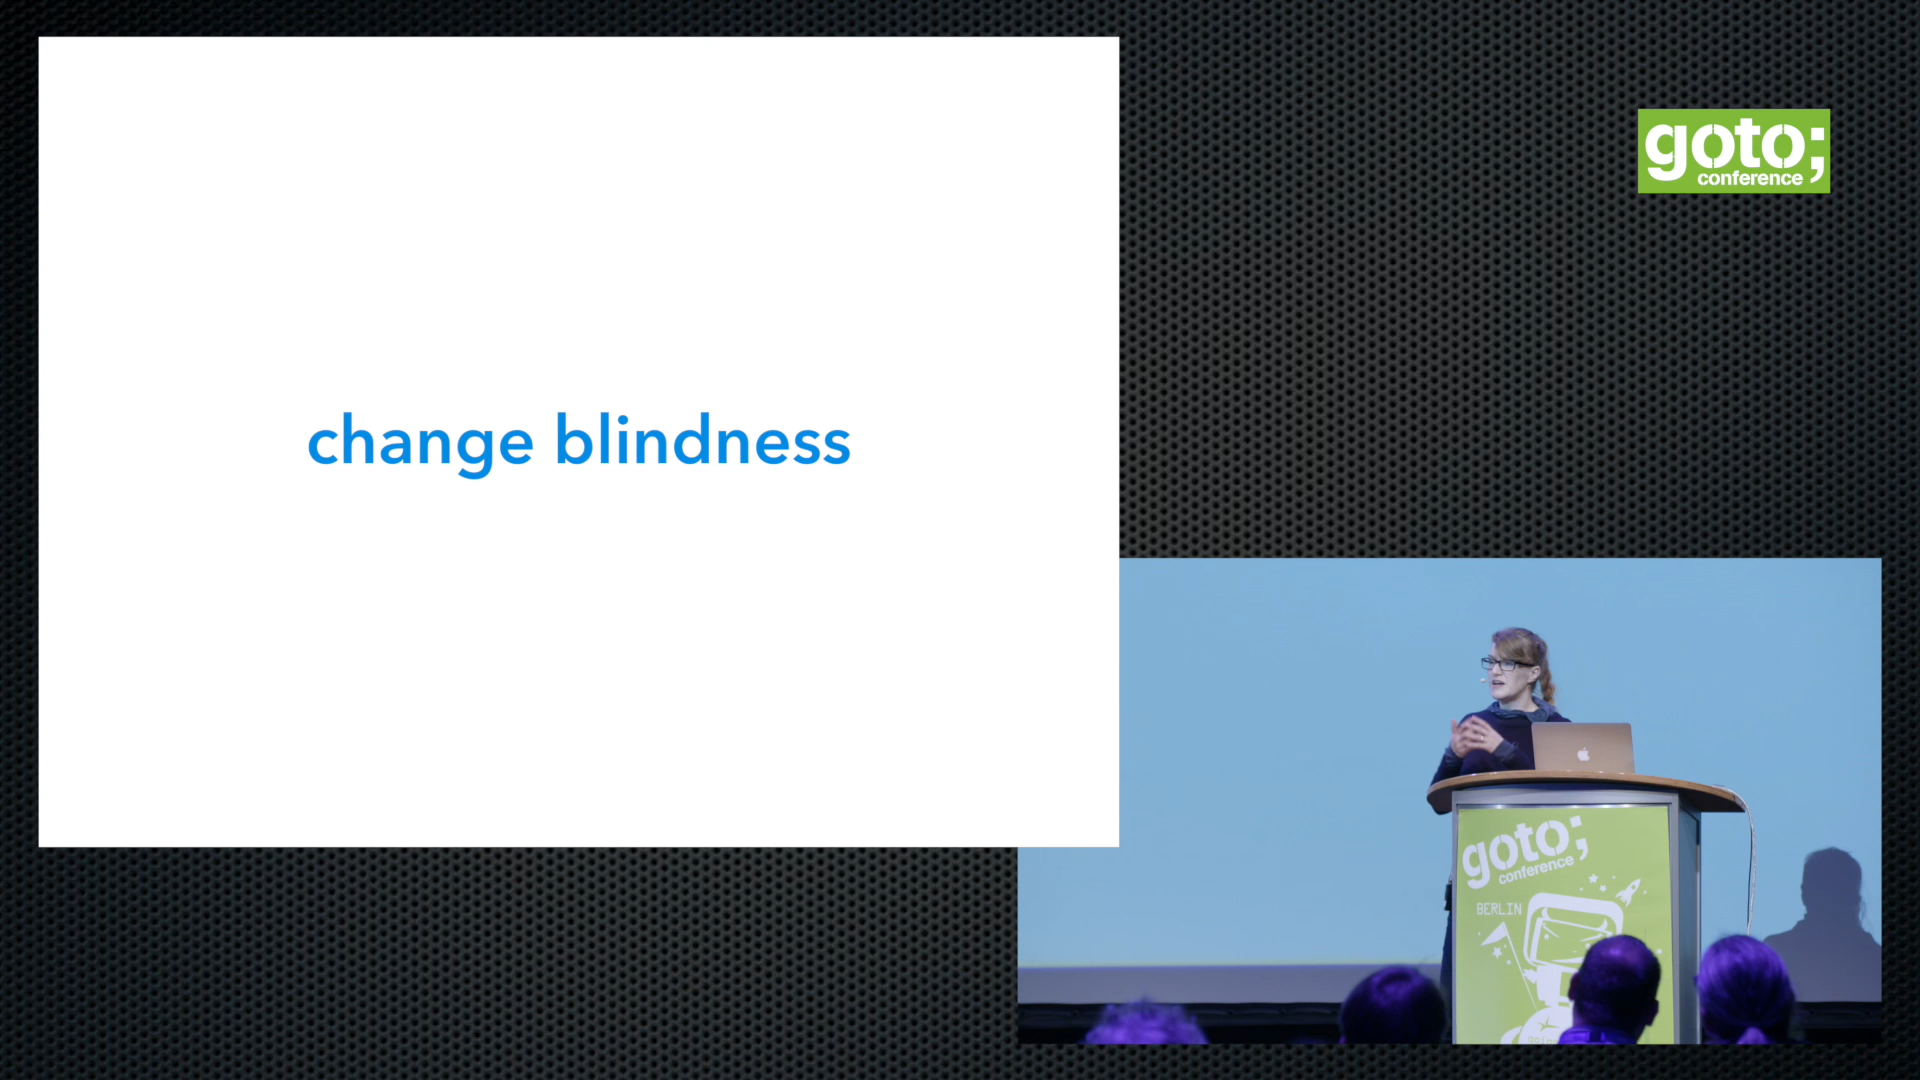 change blindness
goto;
conference
goto;
conference
BERLIN